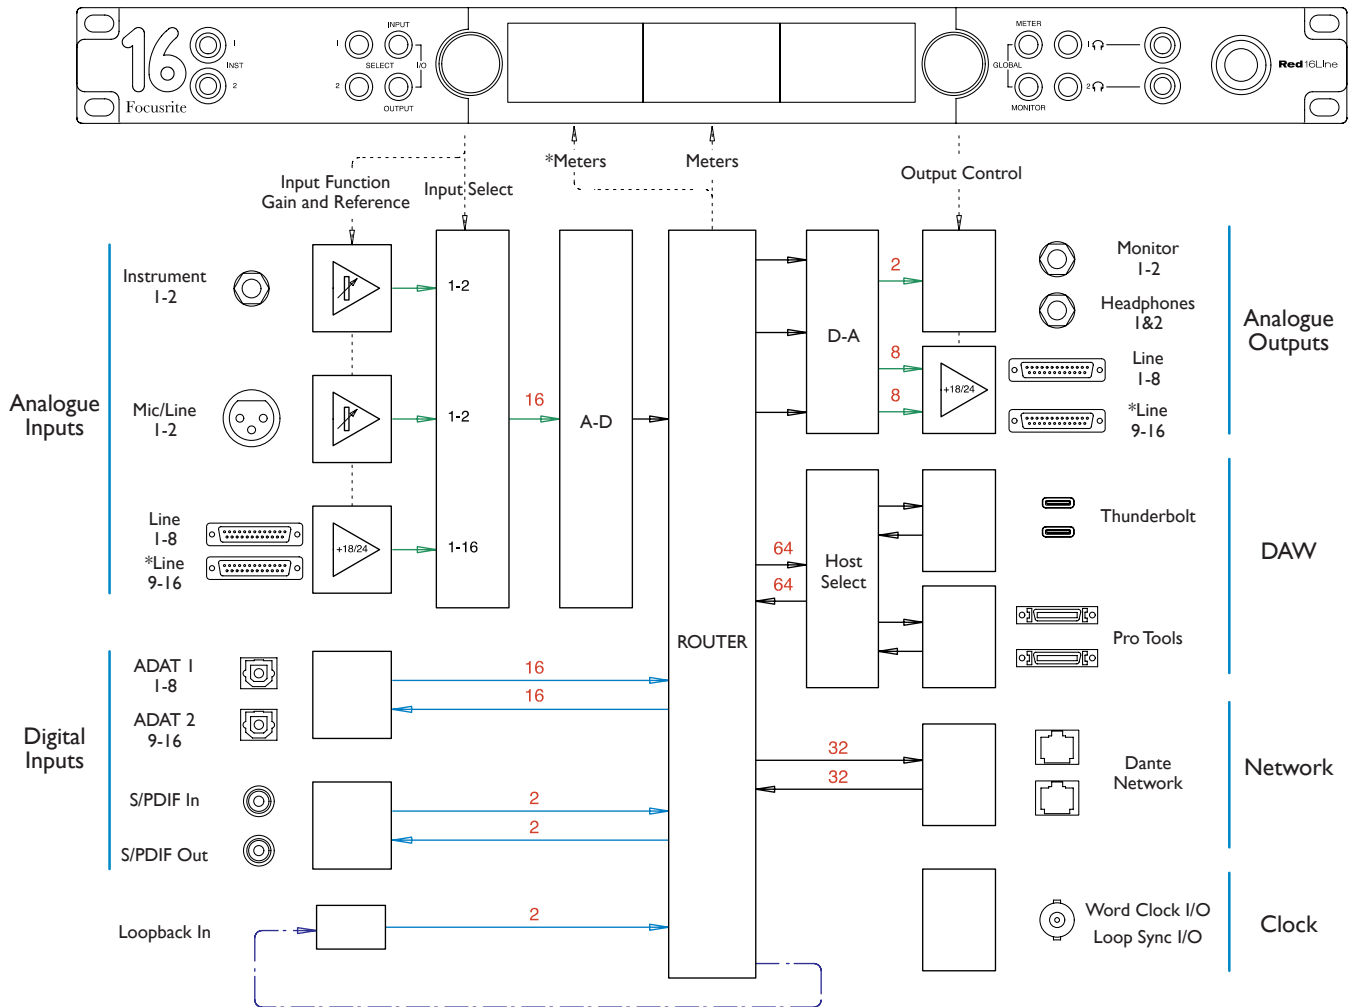 16
Focusrite
1
INST
2
INPUT
1
SELECT
I/O
2
OUTPUT
METER
GLOBAL
1
2
MONITOR
Red16Line
*Meters
Meters
Input Function
Gain and Reference
Input Select
Output Control
Analogue
Inputs
Instrument
1-2
Mic/Line
1-2
Line
1-8
*Line
9-16
+18/24
1-2
1-2
1-16
16
A-D
ROUTER
D-A
2
8
8
+18/24
Monitor
1-2
Headphones
1&2
Line
1-8
*Line
9-16
Analogue
Outputs
64
64
Host
Select
Thunderbolt
Pro Tools
DAW
Digital
Inputs
ADAT 1
1-8
ADAT 2
9-16
16
16
S/PDIF In
S/PDIF Out
2
2
Loopback In
2
32
32
Dante
Network
Network
Word Clock I/O
Loop Sync I/O
Clock